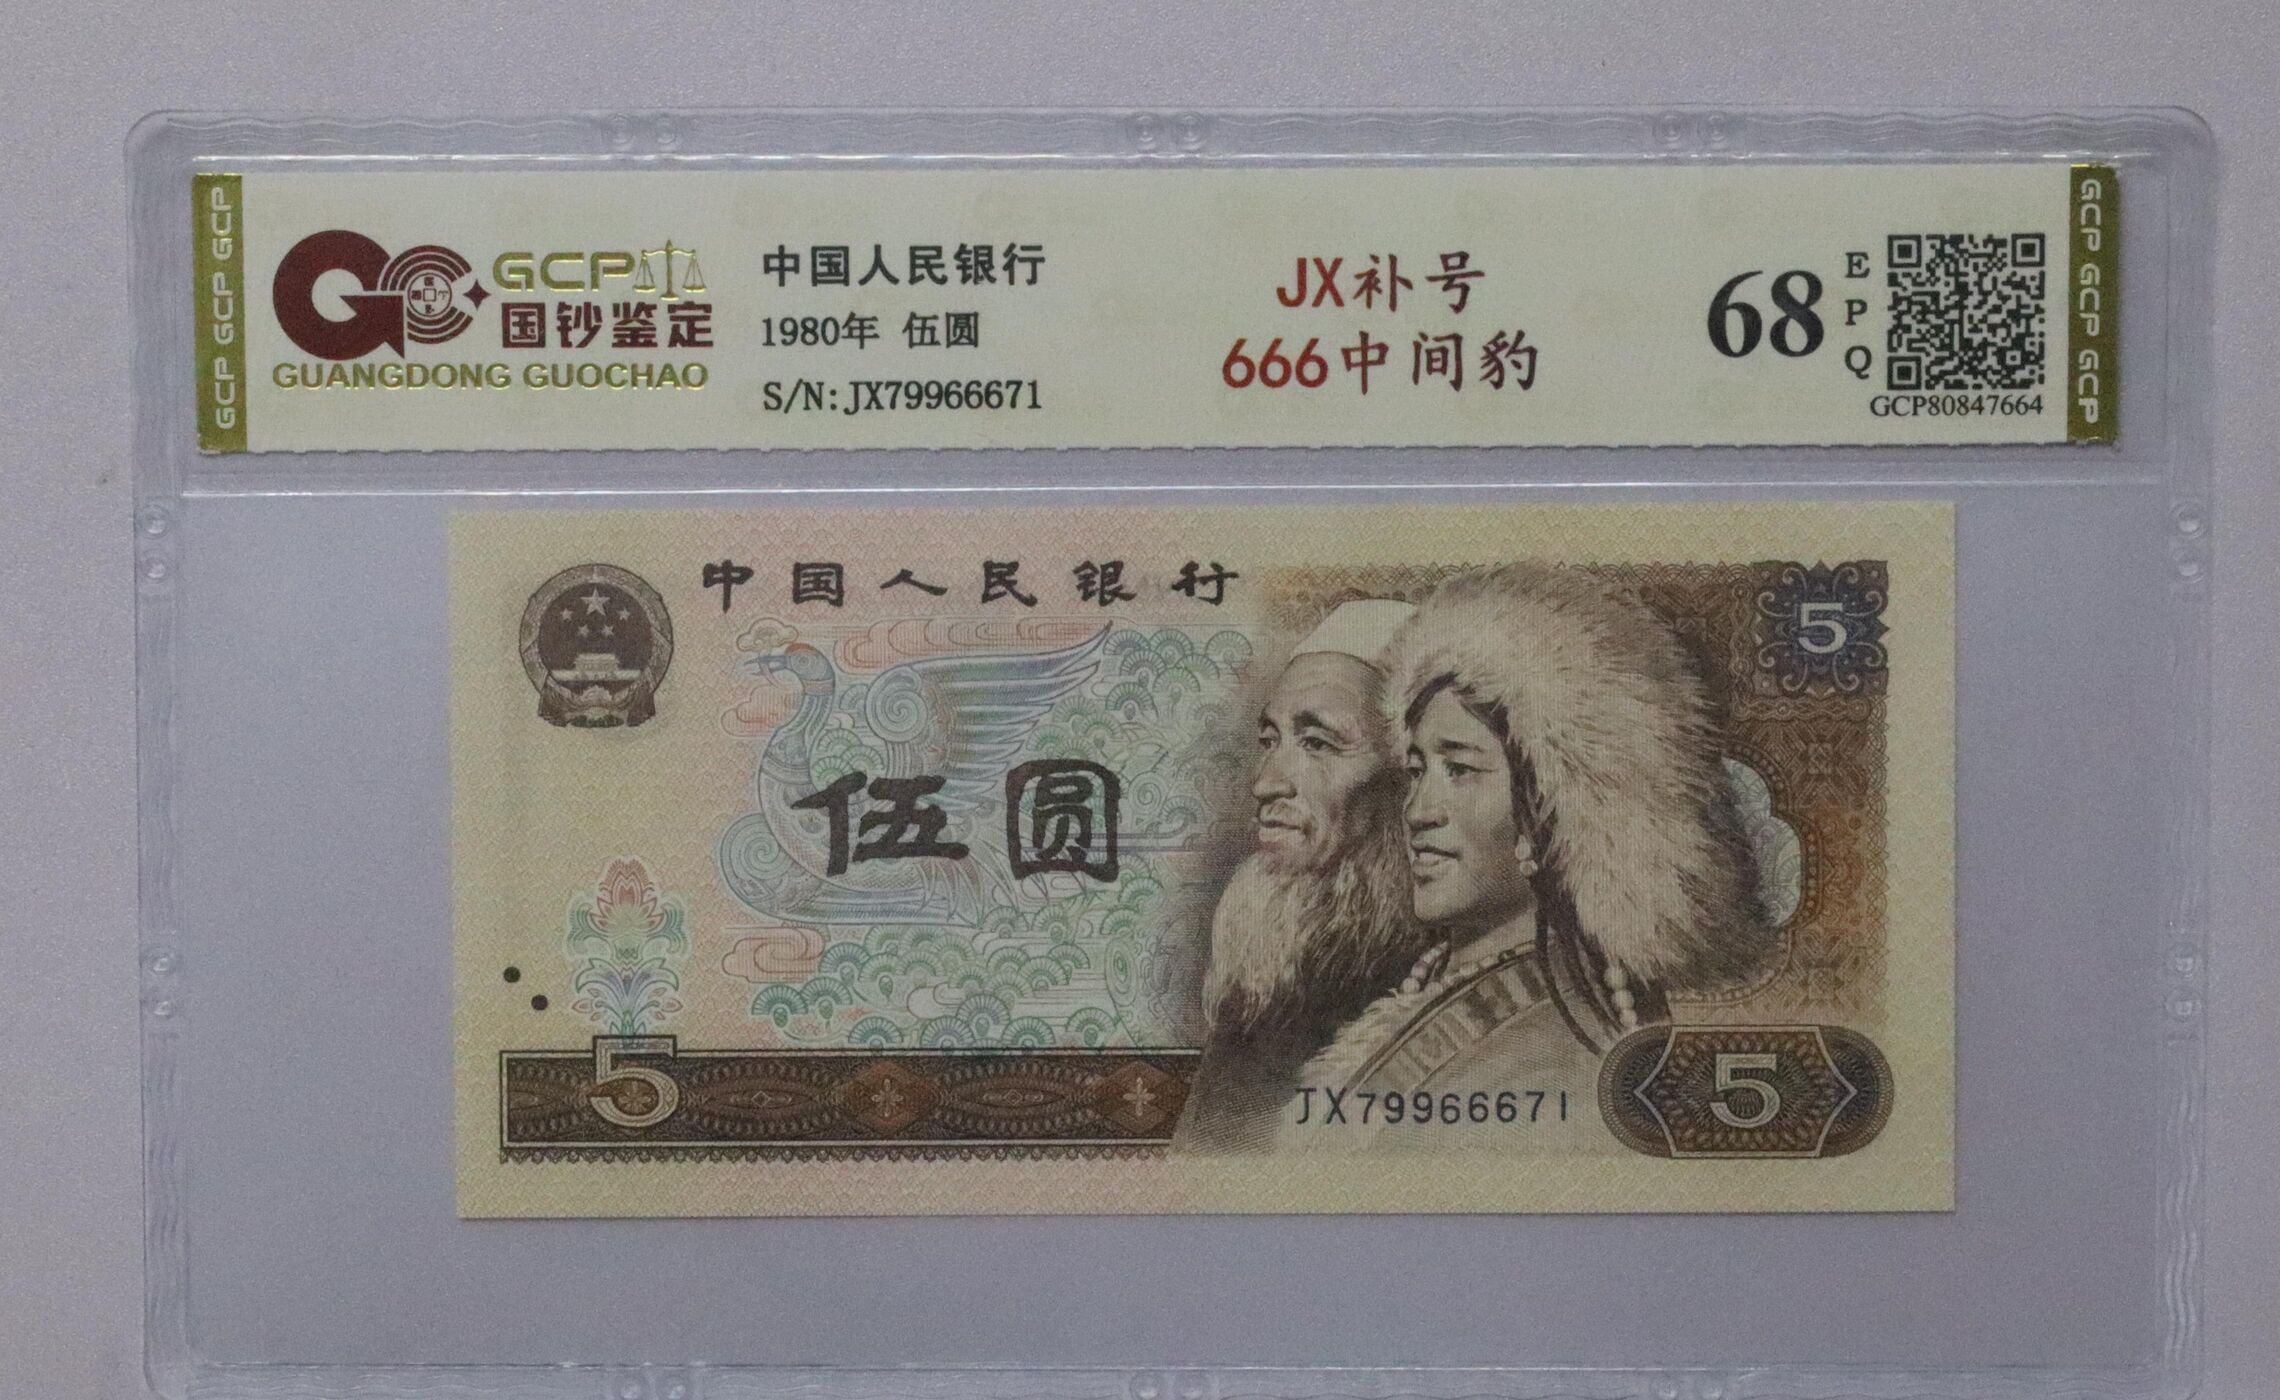 GCP GCP GCP
GCP
国钞鉴定
GUANGDONG GUOCHAO
中国人民银行
1980年 伍圆
S/N:JX79966671
JX补号
666中间豹
68
EPQ
GCP80847664
GCP GCP GCP
中国人民银行
5
伍圆
5
JX79966671
5